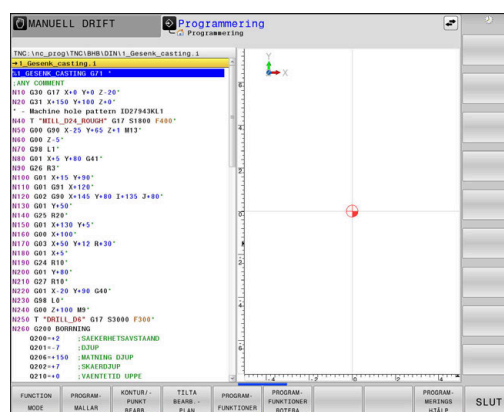 MANUELL DRIFT
Programmering
Programmering
TNC:\nc_prog\TNC\BHB\DIN\1_Gesenk_casting.i
→1_Gesenk_casting.i
%1_GESENK_CASTING G71 *
;ANY COMMENT
N10 G30 G17 X+0 Y+0 Z-20*
N20 G31 X+150 Y+100 Z+0*
* - Machine hole pattern ID27943KL1
N40 T "MILL_D24_ROUGH" G17 S1800 F400*
N50 G00 G90 X-25 Y+65 Z+1 M13*
N60 G00 Z-5*
N70 G98 L1*
N80 G01 X+5 Y+80 G41*
N90 G26 R3*
N100 G01 X+15 Y+90*
N110 G01 G91 X+120*
N120 G02 G90 X+145 Y+80 I+135 J+80*
N130 G01 Y+50*
N140 G25 R20*
N150 G01 X+130 Y+5*
N160 G00 X+100*
N170 G03 X+50 Y+12 R+30*
N180 G01 X+5*
N190 G24 R10*
N200 G01 Y+80*
N210 G27 R10*
N220 G01 X-20 Y+90 G40*
N230 G98 L0*
N240 G00 Z+100 M9*
N250 T "DRILL_D6" G17 S3000 F300*
N260 G200 BORRNING
Q200=+2 ;SAEKERHETSAVSTAAND
Q201=-7 ;DJUP
Q206=+150 ;MATNING DJUP
Q202=+7 ;SKAERDJUP
Q210=+0 ;VAENTETID UPPE
Y
X
FUNCTION MODE
PROGRAM- MALLAR
KONTUR/- PUNKT BEARB.
TILTA BEARB.- PLAN
PROGRAM- FUNKTIONER
PROGRAM- FUNKTIONER ROTERA
PROGRAM- MERINGS HJÄLP
SLUT